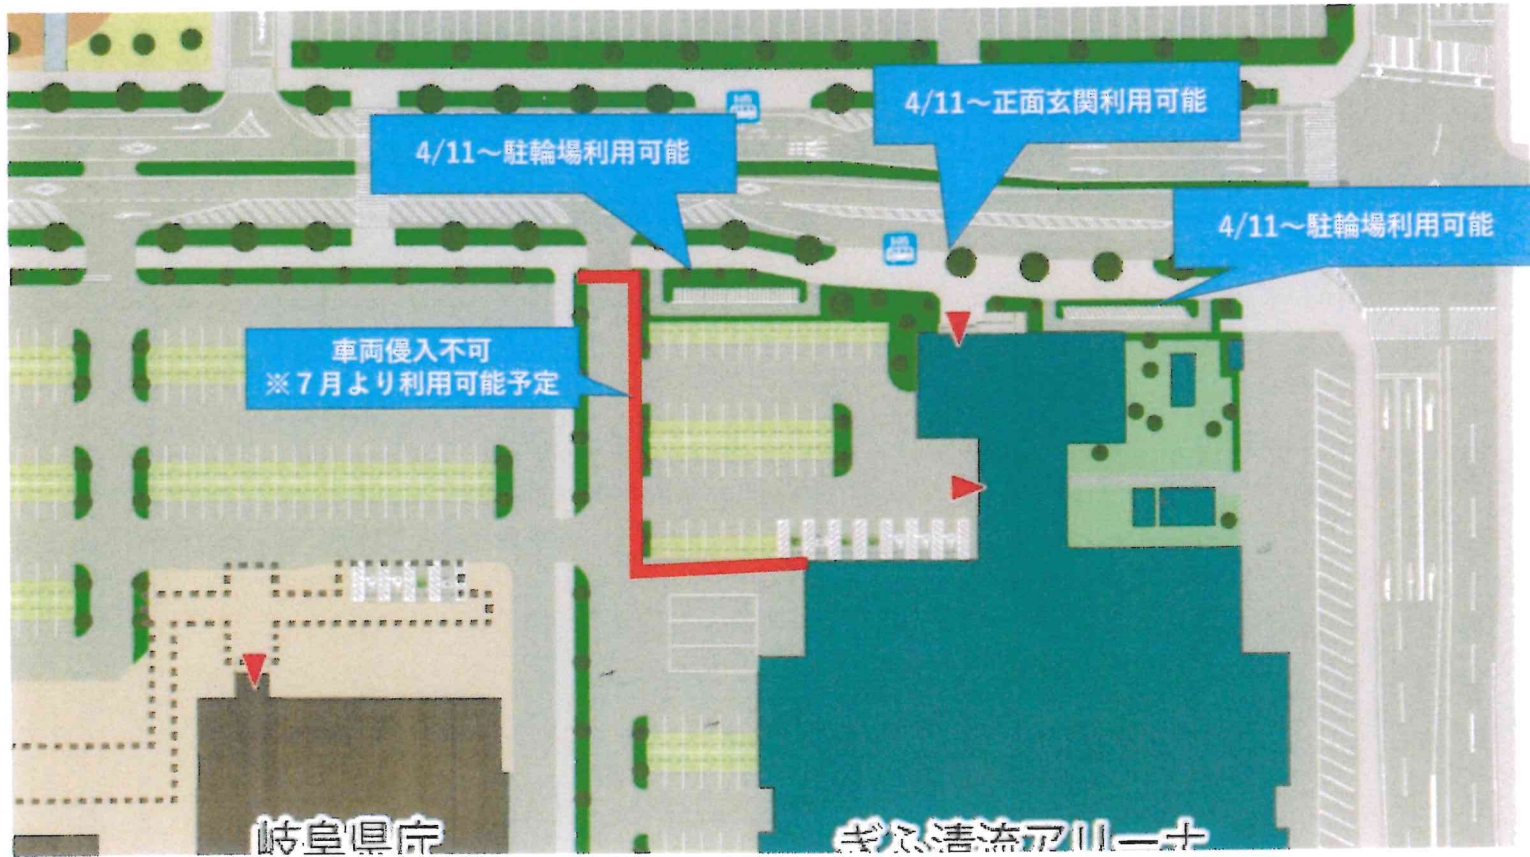 4/11～正面玄関利用可能
4/11～駐輪場利用可能
4/11～駐輪場利用可能
車両侵入不可
※７月より利用可能予定
岐阜県庁
ぎふ清流アリーナ